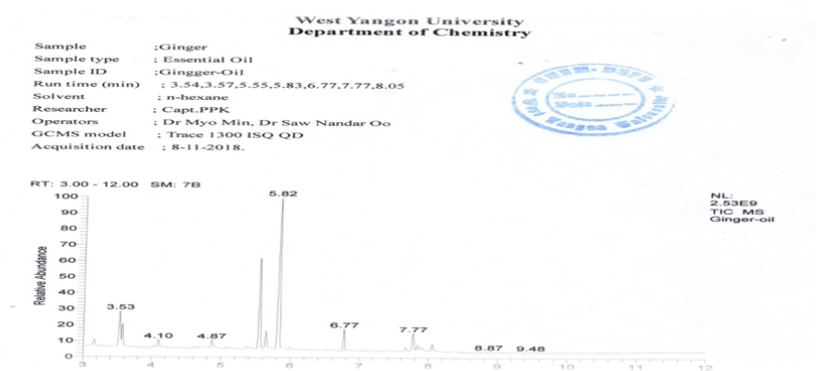 West Yangon University
Department of Chemistry
Sample ;Ginger
Sample type ; Essential Oil
Sample ID ;Gingger-Oil
Run time (min) ; 3.54,3.57,5.55,5.83,6.77,7.77,8.05
Solvent ; n-hexane
Researcher ; Capt.PPK
Operators ; Dr Myo Min, Dr Saw Nandar Oo
GCMS model ; Trace 1300 ISQ QD
Acquisition date ; 8-11-2018.
West Yangon University
RT: 3.00 - 12.00 SM: 7B
NL:
2.53E9
TIC MS
Ginger-oil
Relative Abundance
100
90
80
70
60
50
40
30
20
10
0
5.82
3.53
4.10
4.87
6.77
7.77
8.87
9.48
3 4 5 6 7 8 9 10 11 12